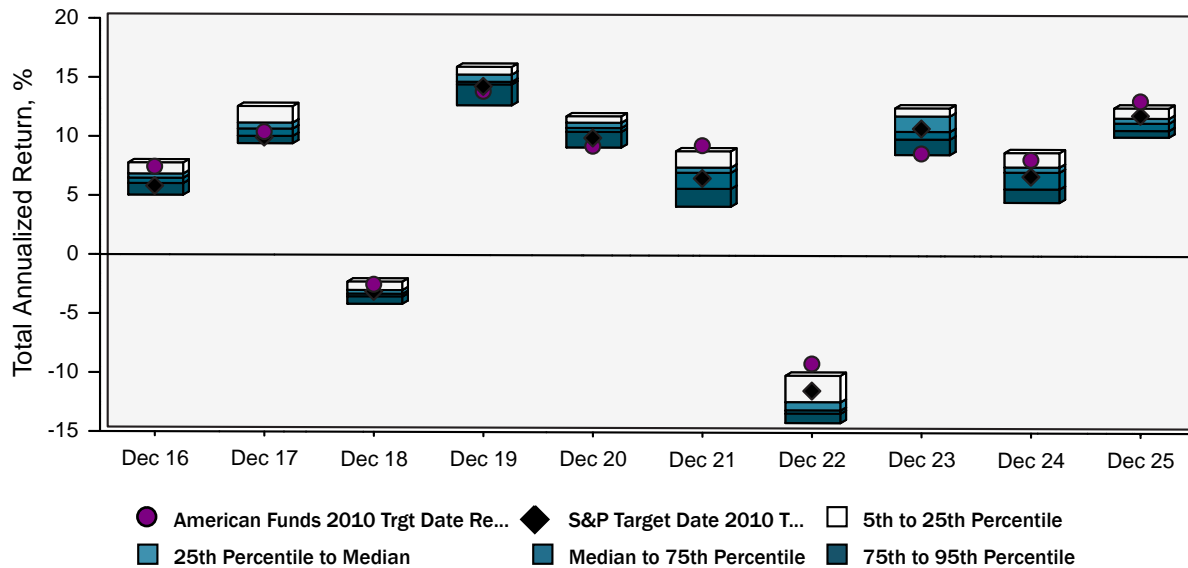 Total Annualized Return, %
20
15
10
5
0
-5
-10
-15
Dec 16 Dec 17 Dec 18 Dec 19 Dec 20 Dec 21 Dec 22 Dec 23 Dec 24 Dec 25
American Funds 2010 Trgt Date Re... S&P Target Date 2010 T... 5th to 25th Percentile
25th Percentile to Median Median to 75th Percentile 75th to 95th Percentile